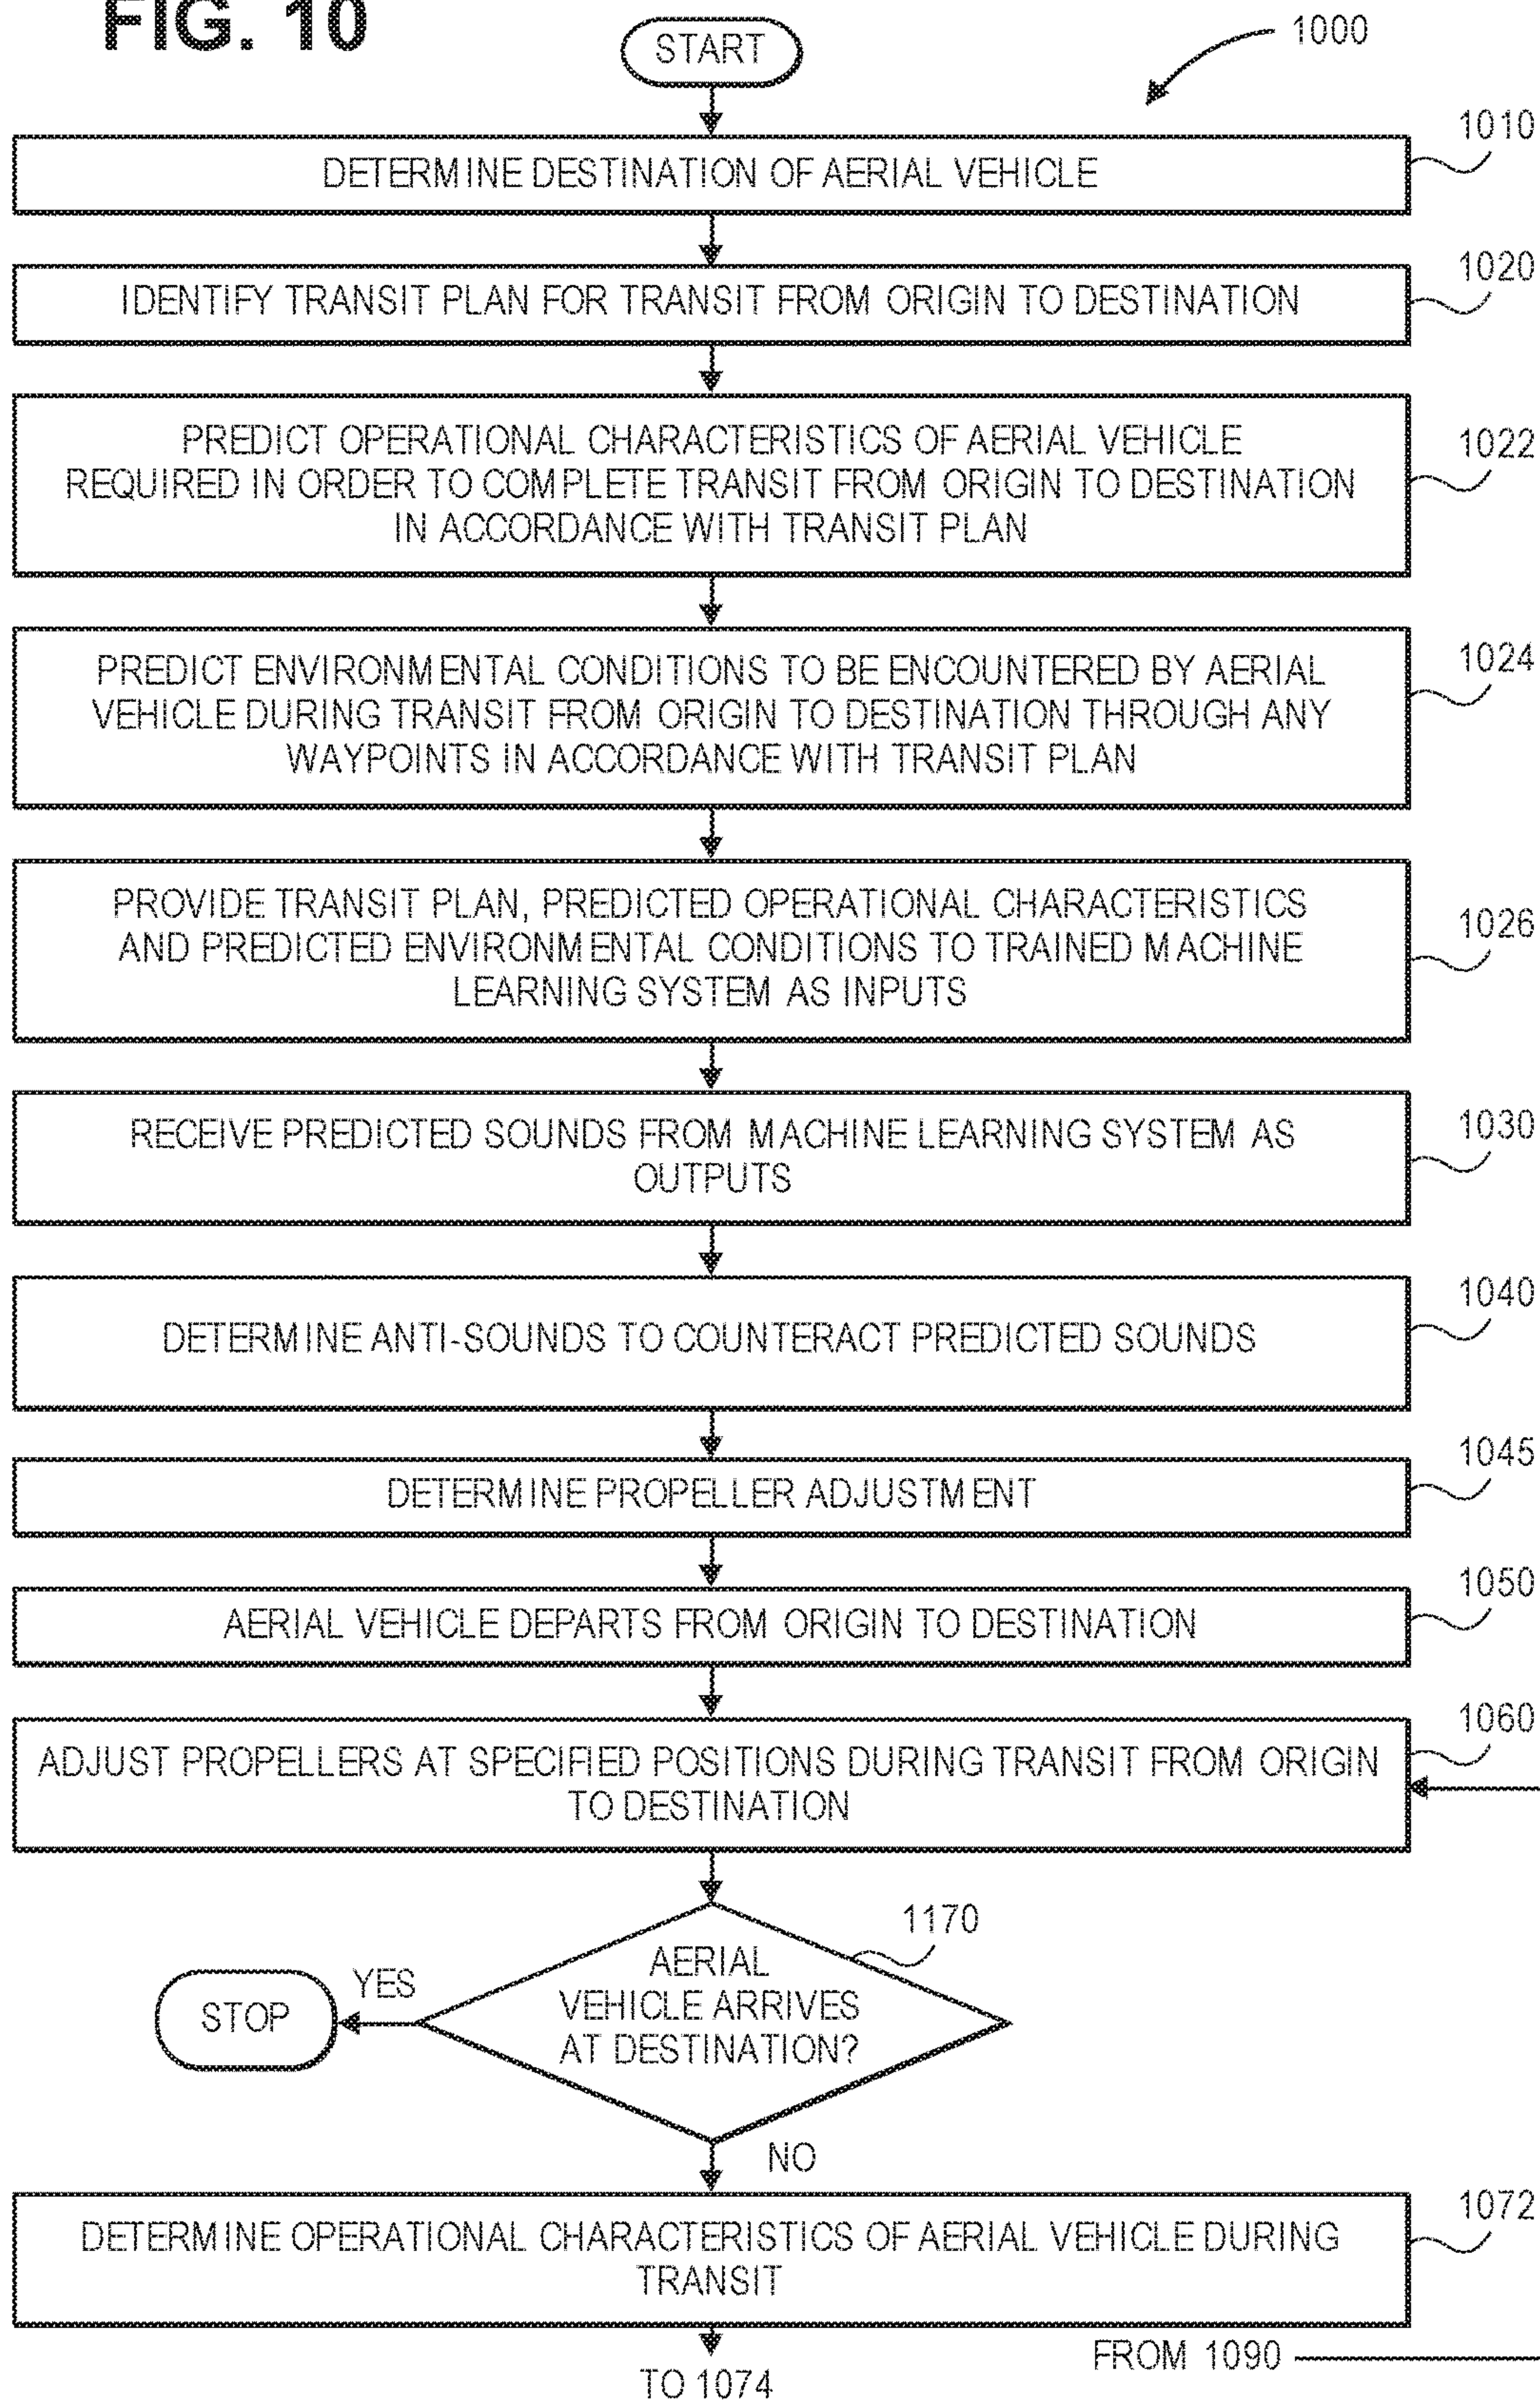 FIG. 10
START
1000
DETERMINE DESTINATION OF AERIAL VEHICLE
1010
IDENTIFY TRANSIT PLAN FOR TRANSIT FROM ORIGIN TO DESTINATION
1020
PREDICT OPERATIONAL CHARACTERISTICS OF AERIAL VEHICLE
REQUIRED IN ORDER TO COMPLETE TRANSIT FROM ORIGIN TO DESTINATION
IN ACCORDANCE WITH TRANSIT PLAN
1022
PREDICT ENVIRONMENTAL CONDITIONS TO BE ENCOUNTERED BY AERIAL
VEHICLE DURING TRANSIT FROM ORIGIN TO DESTINATION THROUGH ANY
WAYPOINTS IN ACCORDANCE WITH TRANSIT PLAN
1024
PROVIDE TRANSIT PLAN, PREDICTED OPERATIONAL CHARACTERISTICS
AND PREDICTED ENVIRONMENTAL CONDITIONS TO TRAINED MACHINE
LEARNING SYSTEM AS INPUTS
1026
RECEIVE PREDICTED SOUNDS FROM MACHINE LEARNING SYSTEM AS
OUTPUTS
1030
DETERMINE ANTI-SOUNDS TO COUNTERACT PREDICTED SOUNDS
1040
DETERMINE PROPELLER ADJUSTMENT
1045
AERIAL VEHICLE DEPARTS FROM ORIGIN TO DESTINATION
1050
ADJUST PROPELLERS AT SPECIFIED POSITIONS DURING TRANSIT FROM ORIGIN
TO DESTINATION
1060
AERIAL
VEHICLE ARRIVES
AT DESTINATION?
1170
YES
STOP
NO
DETERMINE OPERATIONAL CHARACTERISTICS OF AERIAL VEHICLE DURING
TRANSIT
1072
FROM 1090
TO 1074